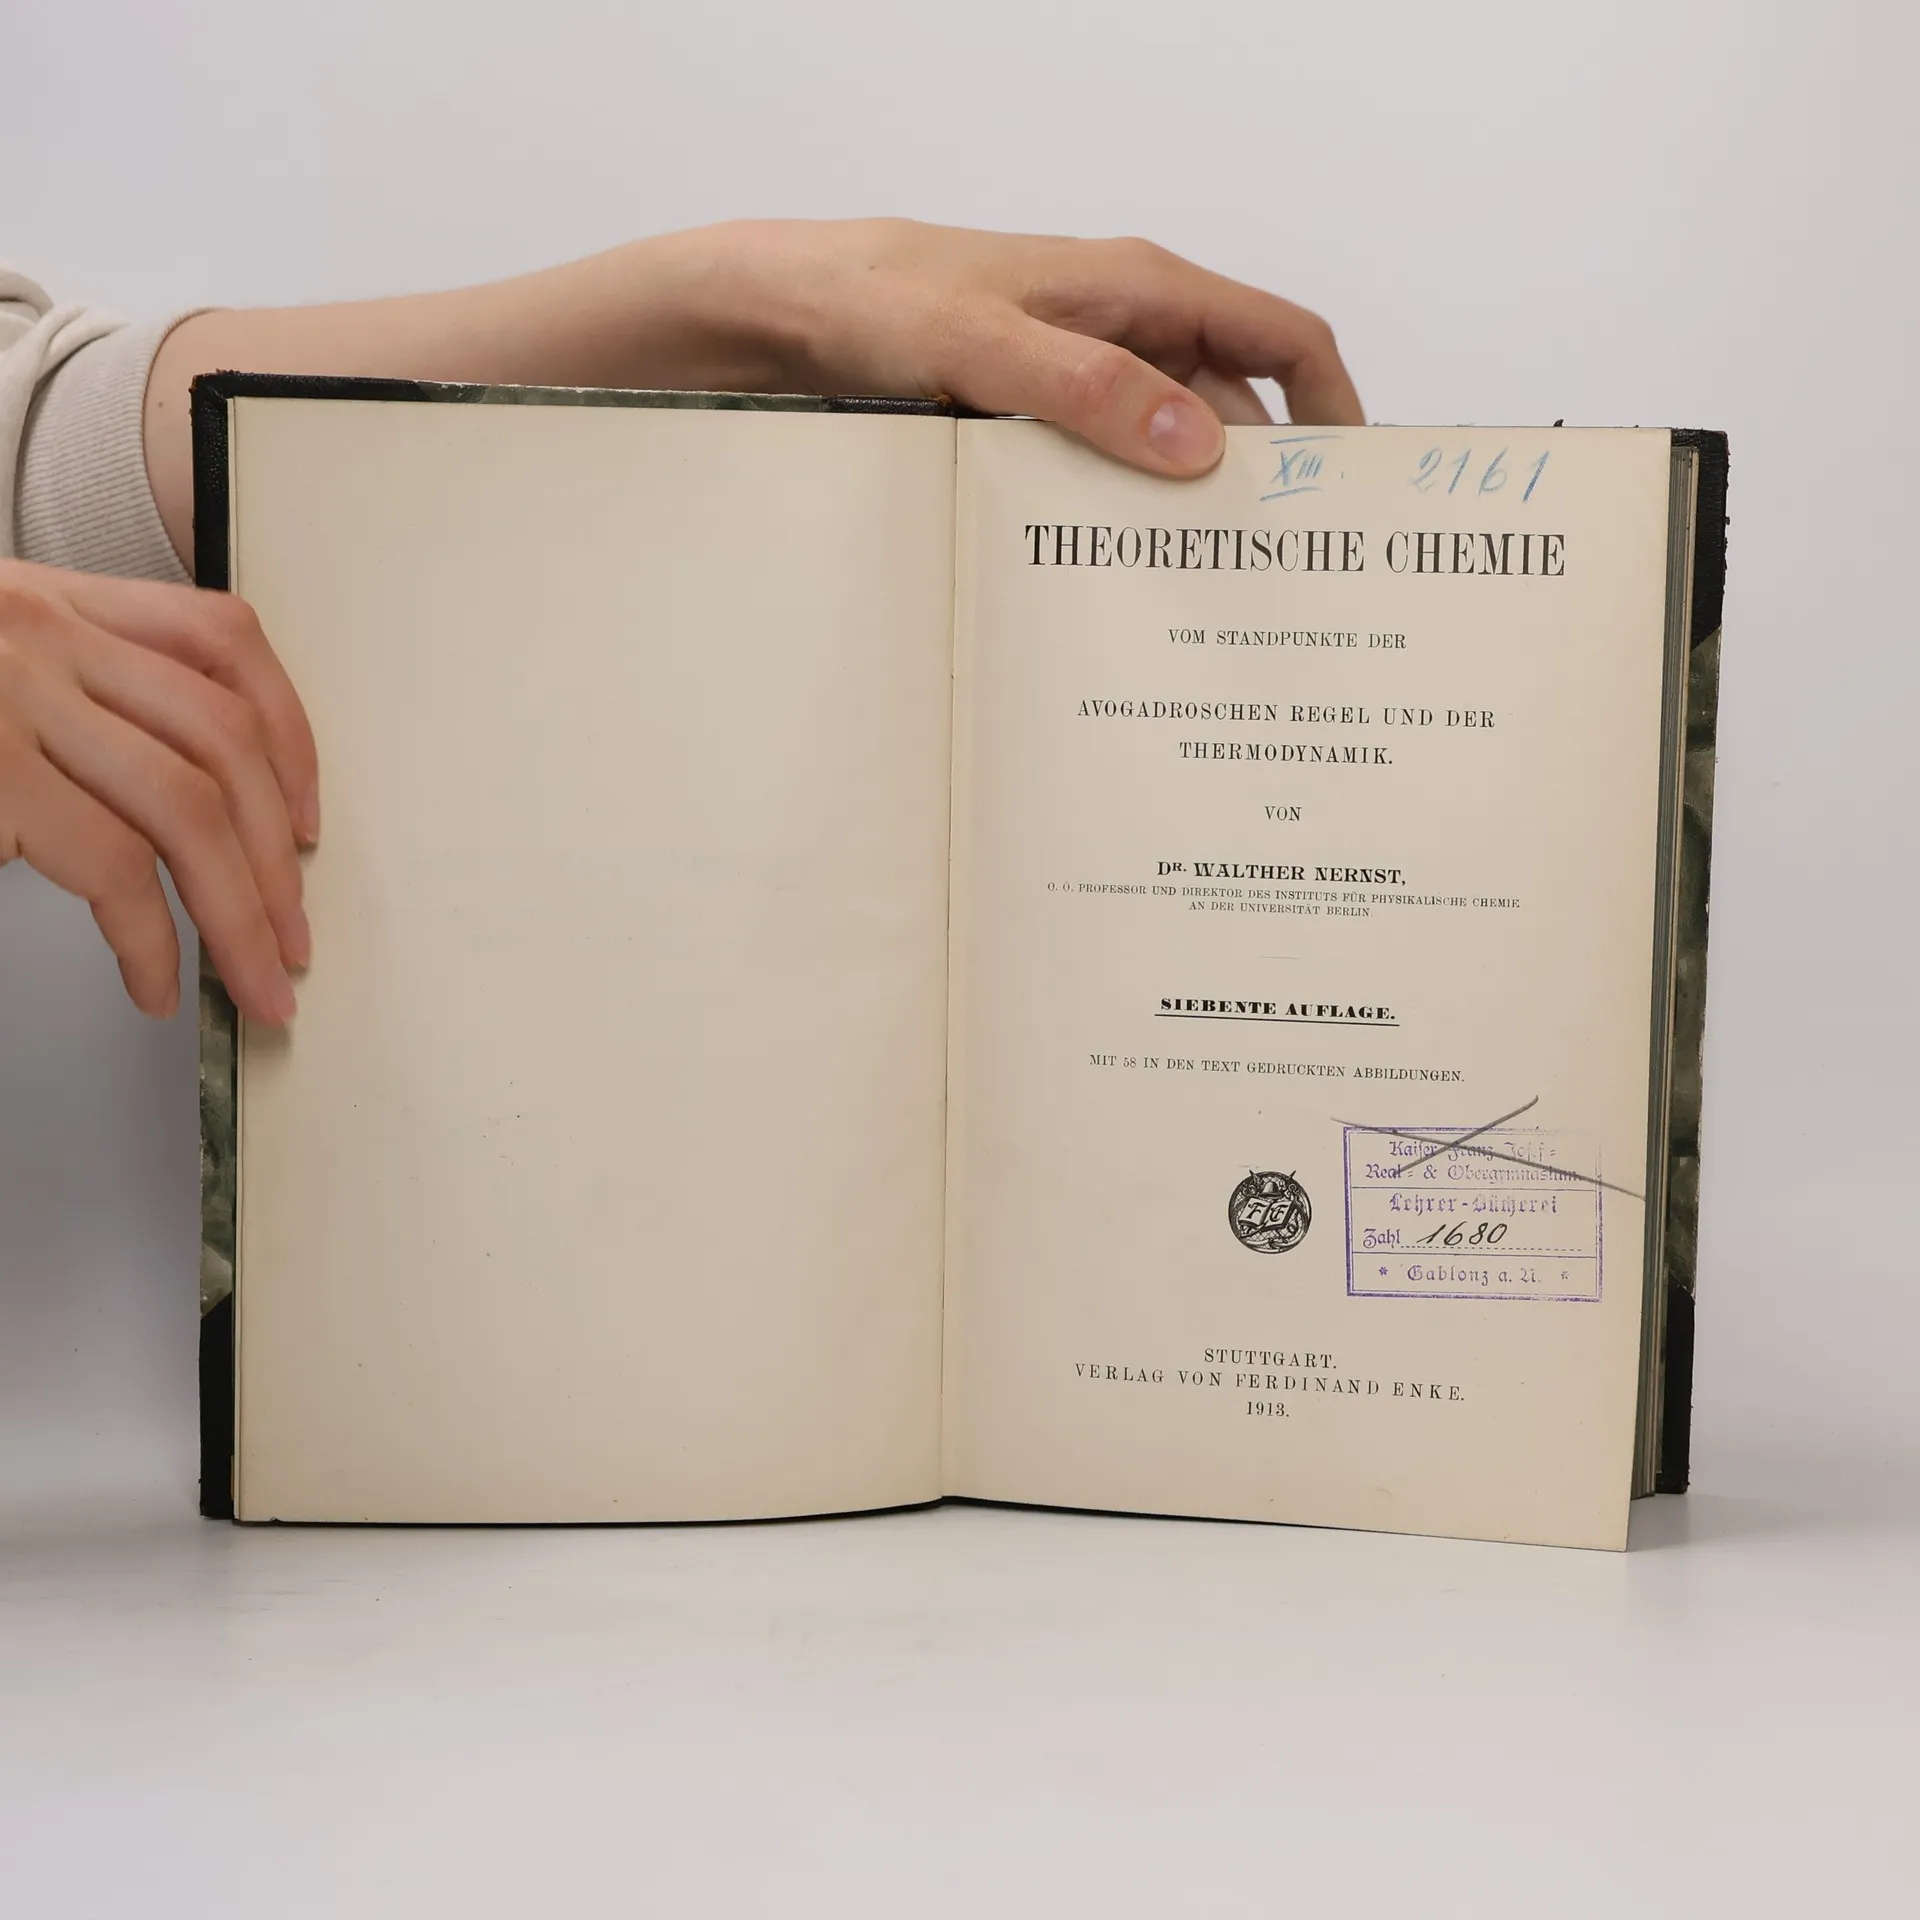 XIII. 2161
THEORETISCHE CHEMIE
VOM STANDPUNKTE DER
AVOGADROSCHEN REGEL UND DER
THERMODYNAMIK.
VON
DR. WALTHER NERNST,
O. Ö. PROFESSOR UND DIREKTOR DES INSTITUTS FÜR PHYSIKALISCHE CHEMIE
AN DER UNIVERSITÄT BERLIN.
SIEBENTE AUFLAGE.
MIT 58 IN DEN TEXT GEDRUCKTEN ABBILDUNGEN.
F E
Kaiser Franz Josef-
Real- & Obergymnasium
Lehrer-Bücherei
Zahl 1680
* Gablonz a. N. *
STUTTGART.
VERLAG VON FERDINAND ENKE.
1913.